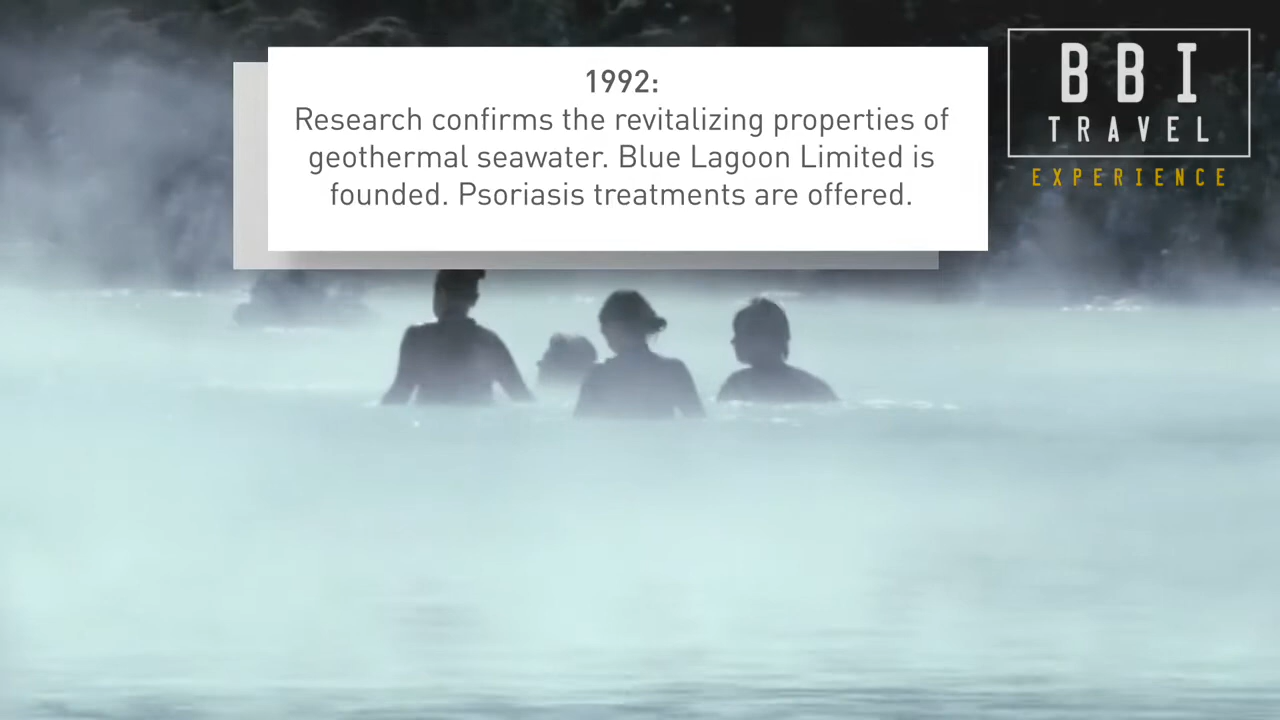 1992:
Research confirms the revitalizing properties of
geothermal seawater. Blue Lagoon Limited is
founded. Psoriasis treatments are offered.
BBI
TRAVEL
EXPERIENCE